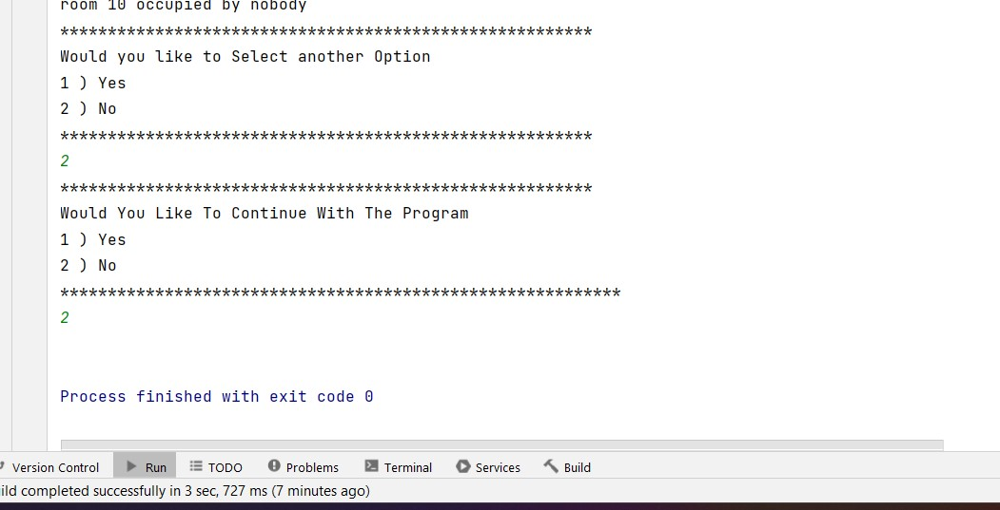 room 10 occupied by nobody
********************************************************
Would you like to Select another Option
1 ) Yes
2 ) No
********************************************************
2
********************************************************
Would You Like To Continue With The Program
1 ) Yes
2 ) No
***********************************************************
2
Process finished with exit code 0
Version Control Run TODO Problems Terminal Services Build
ild completed successfully in 3 sec, 727 ms (7 minutes ago)